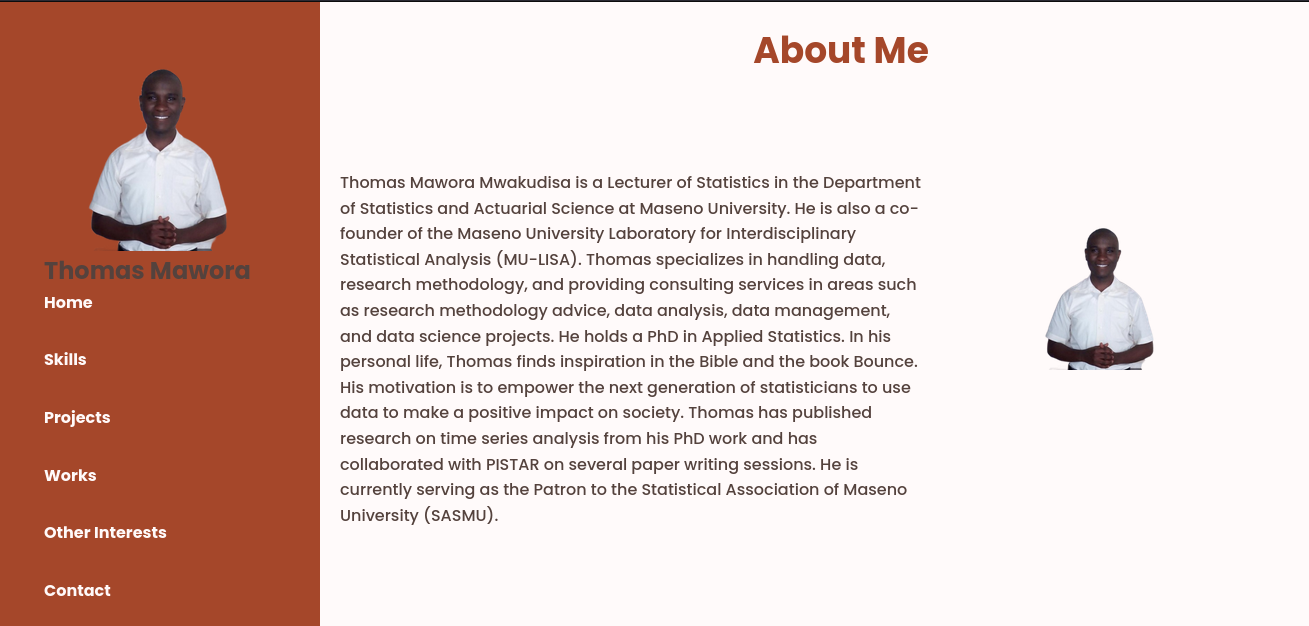 Thomas Mawora
Home
Skills
Projects
Works
Other Interests
Contact
About Me
Thomas Mawora Mwakudisa is a Lecturer of Statistics in the Department
of Statistics and Actuarial Science at Maseno University. He is also a co-
founder of the Maseno University Laboratory for Interdisciplinary
Statistical Analysis (MU-LISA). Thomas specializes in handling data,
research methodology, and providing consulting services in areas such
as research methodology advice, data analysis, data management,
and data science projects. He holds a PhD in Applied Statistics. In his
personal life, Thomas finds inspiration in the Bible and the book Bounce.
His motivation is to empower the next generation of statisticians to use
data to make a positive impact on society. Thomas has published
research on time series analysis from his PhD work and has
collaborated with PISTAR on several paper writing sessions. He is
currently serving as the Patron to the Statistical Association of Maseno
University (SASMU).